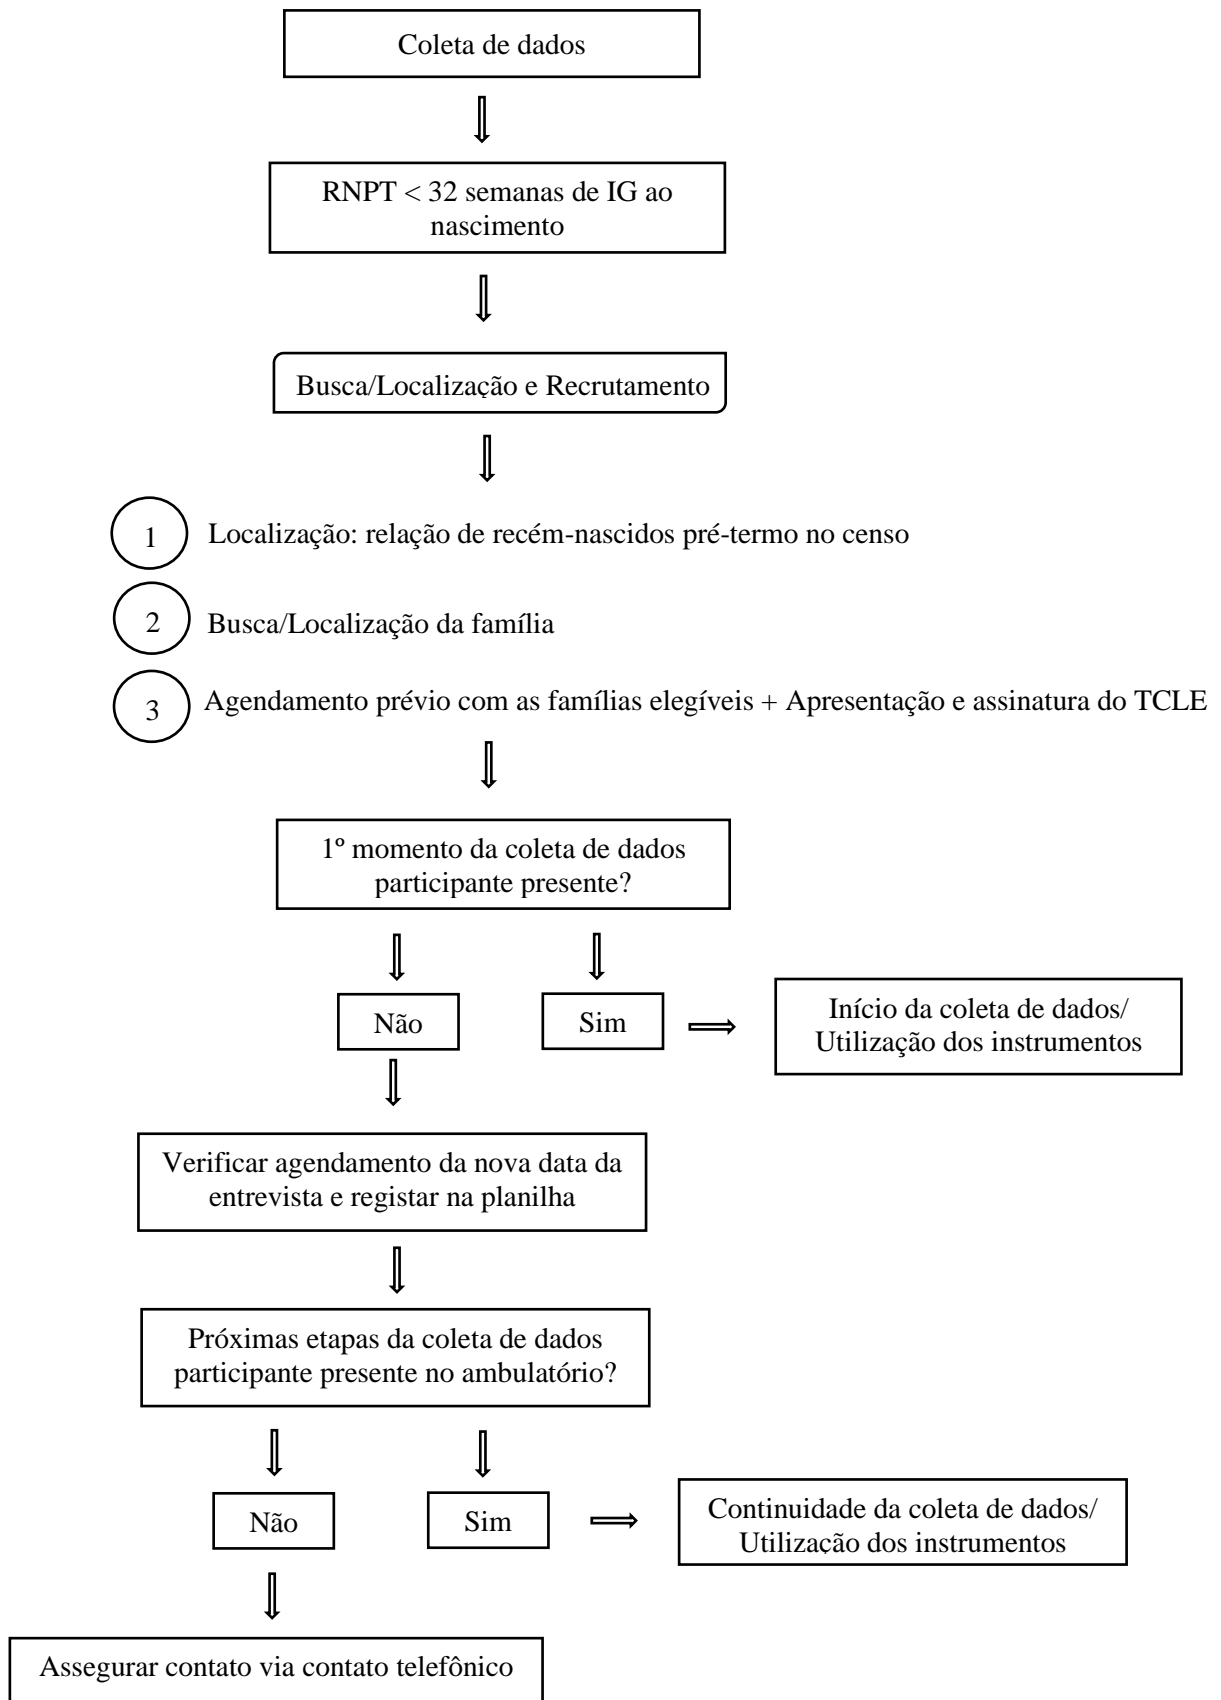 Coleta de dados
RNPT < 32 semanas de IG ao
nascimento
Busca/Localização e Recrutamento
1
Localização: relação de recém-nascidos pré-termo no censo
2
Busca/Localização da família
3
Agendamento prévio com as famílias elegíveis + Apresentação e assinatura do TCLE
1º momento da coleta de dados
participante presente?
Não
Sim
Início da coleta de dados/
Utilização dos instrumentos
Verificar agendamento da nova data da
entrevista e registar na planilha
Próximas etapas da coleta de dados
participante presente no ambulatório?
Não
Sim
Continuidade da coleta de dados/
Utilização dos instrumentos
Assegurar contato via contato telefônico